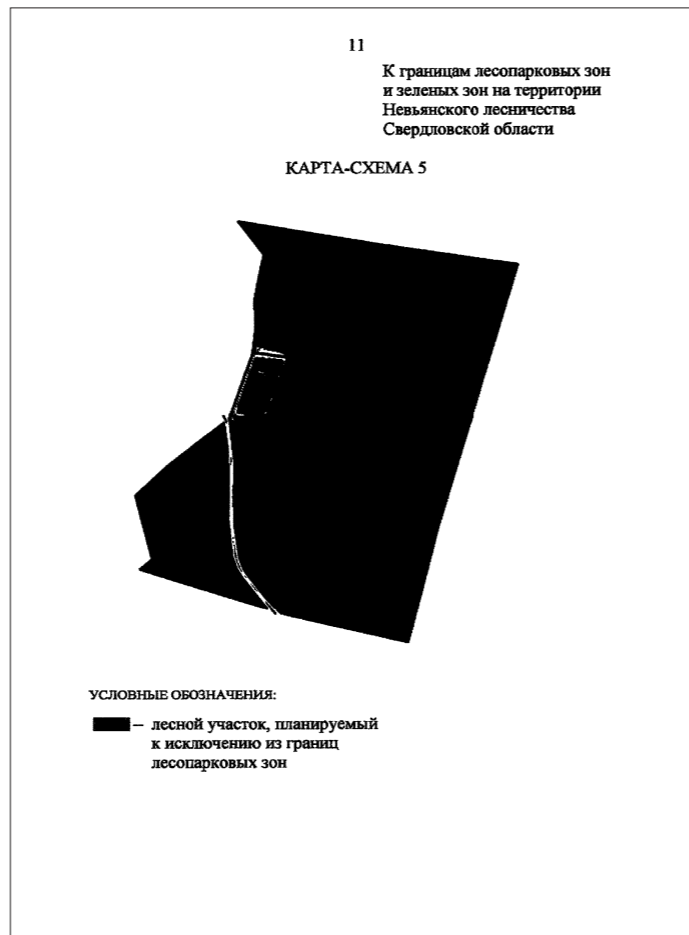 11
К границам лесопарковых зон
и зеленых зон на территории
Невьянского лесничества
Свердловской области
КАРТА-СХЕМА 5
УСЛОВНЫЕ ОБОЗНАЧЕНИЯ:
– лесной участок, планируемый
к исключению из границ
лесопарковых зон